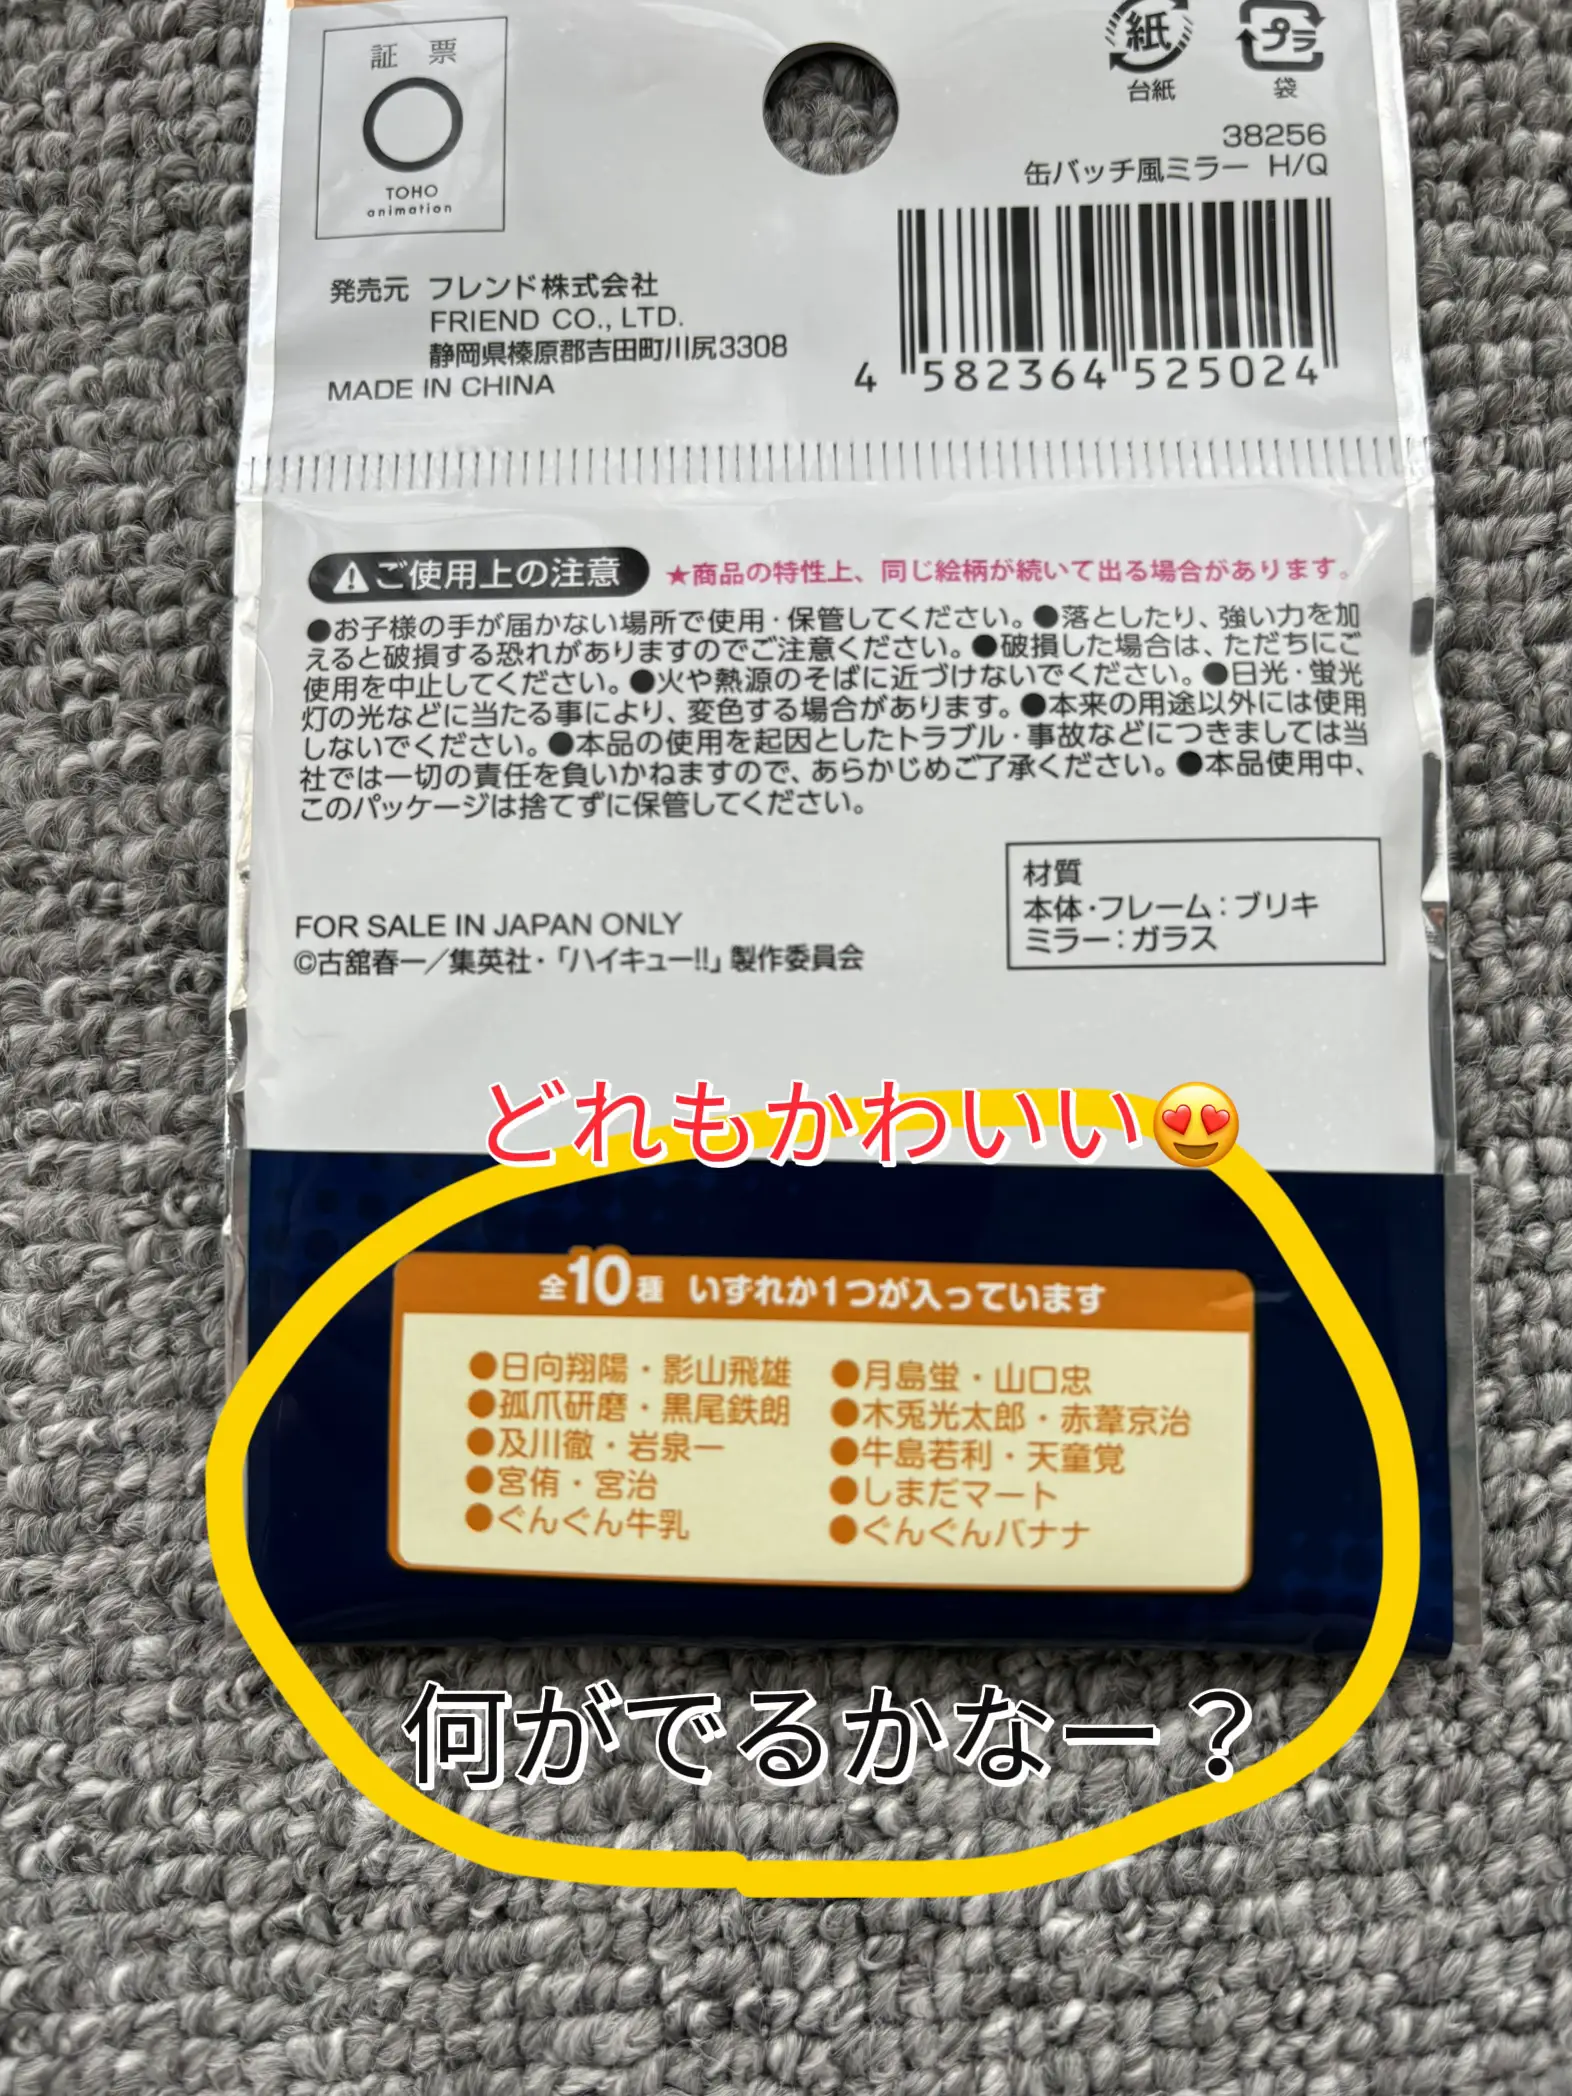 証 票
TOHO
animation
紙
台紙
プラ
袋
38256
缶バッチ風ミラー H/Q
4 582364 525024
発売元 フレンド株式会社
FRIEND CO., LTD.
静岡県榛原郡吉田町川尻3308
MADE IN CHINA
ご使用上の注意 ★商品の特性上、同じ絵柄が続いて出る場合があります。
●お子様の手が届かない場所で使用・保管してください。●落としたり、強い力を加
えると破損する恐れがありますのでご注意ください。●破損した場合は、ただちにご
使用を中止してください。●火や熱源のそばに近づけないでください。●日光・蛍光
灯の光などに当たる事により、変色する場合があります。●本来の用途以外には使用
しないでください。●本品の使用を起因としたトラブル・事故などにつきましては当
社では一切の責任を負いかねますので、あらかじめご了承ください。●本品使用中、
このパッケージは捨てずに保管してください。
材質
本体・フレーム：ブリキ
ミラー：ガラス
FOR SALE IN JAPAN ONLY
©古舘春一／集英社・「ハイキュー!!」製作委員会
どれもかわいい😍
全10種 いずれか1つが入っています
●日向翔陽・影山飛雄
●孤爪研磨・黒尾鉄朗
●及川徹・岩泉一
●宮侑・宮治
●ぐんぐん牛乳
●月島蛍・山口忠
●木兎光太郎・赤葦京治
●牛島若利・天童覚
●しまだマート
●ぐんぐんバナナ
何がでるかなー？